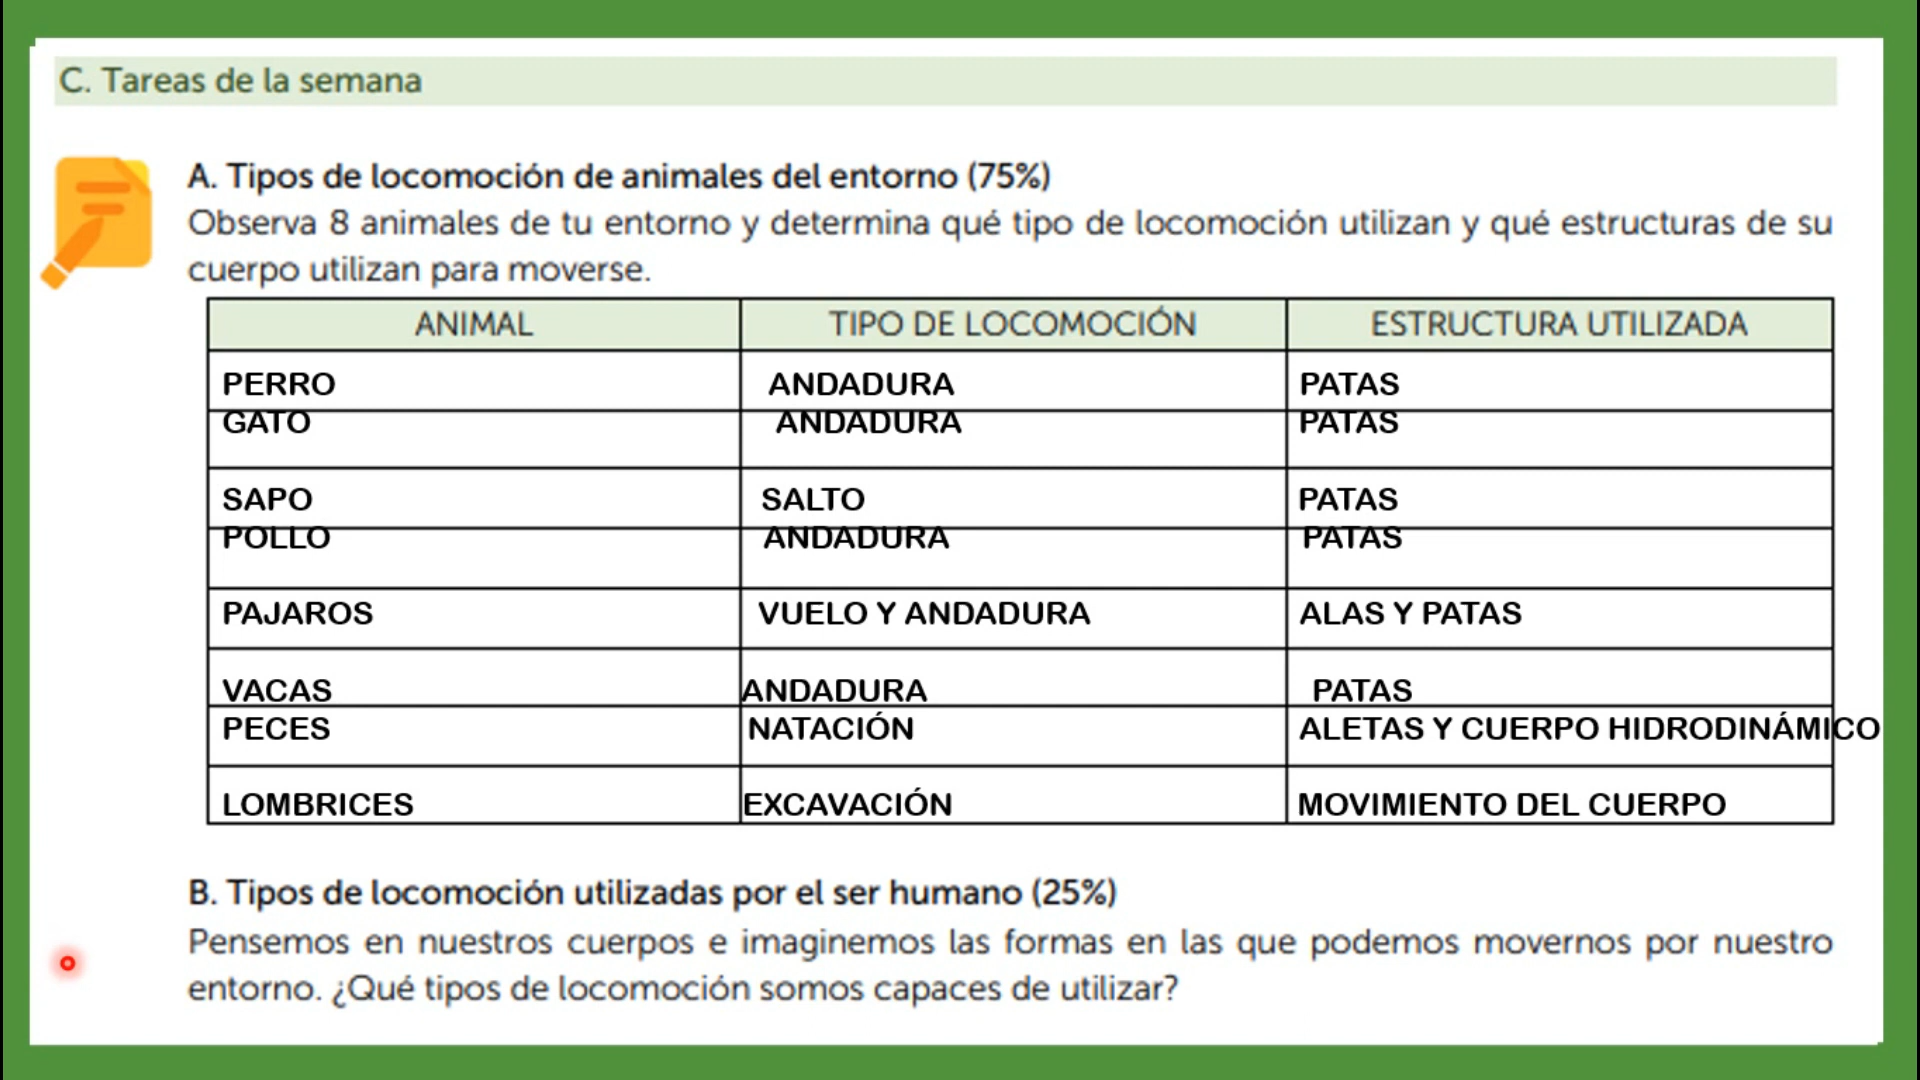 C. Tareas de la semana
A. Tipos de locomoción de animales del entorno (75%)
Observa 8 animales de tu entorno y determina qué tipo de locomoción utilizan y qué estructuras de su
cuerpo utilizan para moverse.
ANIMAL TIPO DE LOCOMOCIÓN ESTRUCTURA UTILIZADA
PERRO ANDADURA PATAS
GATO ANDADURA PATAS
SAPO SALTO PATAS
POLLO ANDADURA PATAS
PAJAROS VUELO Y ANDADURA ALAS Y PATAS
VACAS ANDADURA PATAS
PECES NATACIÓN ALETAS Y CUERPO HIDRODINÁMICO
LOMBRICES EXCAVACIÓN MOVIMIENTO DEL CUERPO
B. Tipos de locomoción utilizadas por el ser humano (25%)
Pensemos en nuestros cuerpos e imaginemos las formas en las que podemos movernos por nuestro
entorno. ¿Qué tipos de locomoción somos capaces de utilizar?